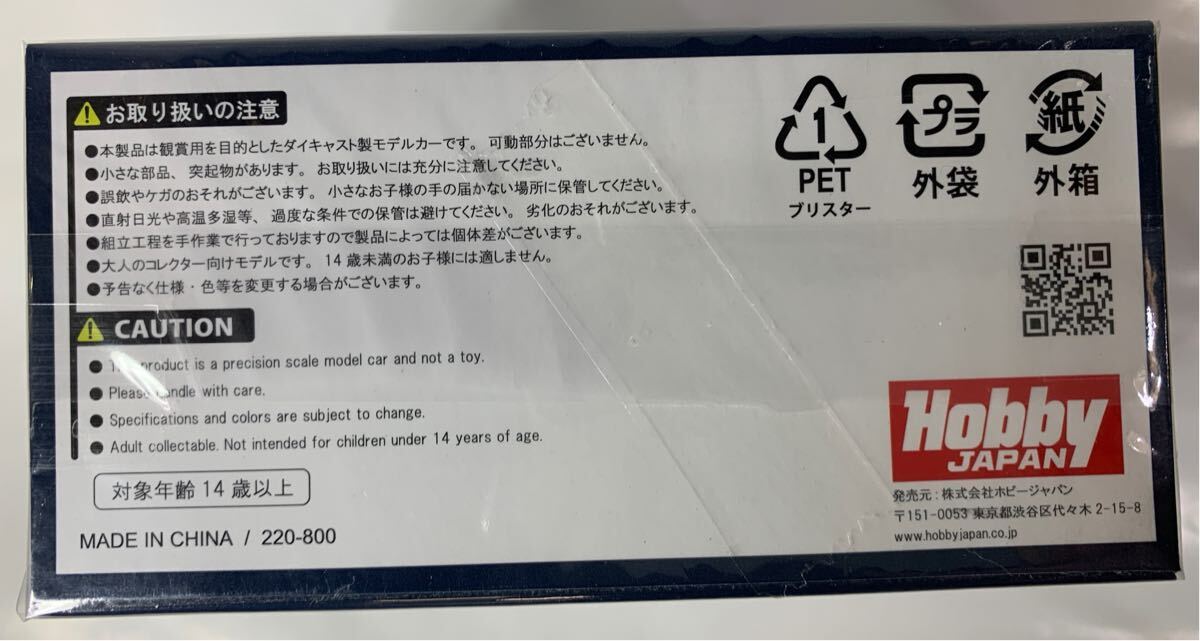 お取り扱いの注意
●本製品は観賞用を目的としたダイキャスト製モデルカーです。 可動部分はございません。
●小さな部品、突起物があります。 お取り扱いには充分に注意してください。
●誤飲やケガのおそれがございます。 小さなお子様の手の届かない場所に保管してください。
●直射日光や高温多湿等、過度な条件での保管は避けてください。 劣化のおそれがございます。
●組立工程を手作業で行っておりますので製品によっては個体差がございます。
●大人のコレクター向けモデルです。 14歳未満のお子様には適しません。
●予告なく仕様・色等を変更する場合がございます。
CAUTION
● product is a precision scale model car and not a toy.
● Please handle with care.
● Specifications and colors are subject to change.
● Adult collectable. Not intended for children under 14 years of age.
対象年齢14歳以上
MADE IN CHINA / 220-800
1
PET
ブリスター
プラ
外袋
紙
外箱
Hobby
JAPAN
発売元:株式会社ホビージャパン
〒151-0053 東京都渋谷区代々木 2-15-8
www.hobbyjapan.co.jp